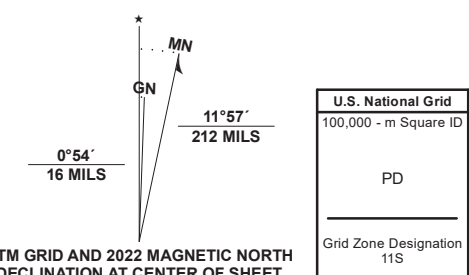 ★
MN
GN
11°57´
212 MILS
0°54´
16 MILS
TM GRID AND 2022 MAGNETIC NORTH
DECLINATION AT CENTER OF SHEET
U.S. National Grid
100,000 - m Square ID
PD
Grid Zone Designation
11S